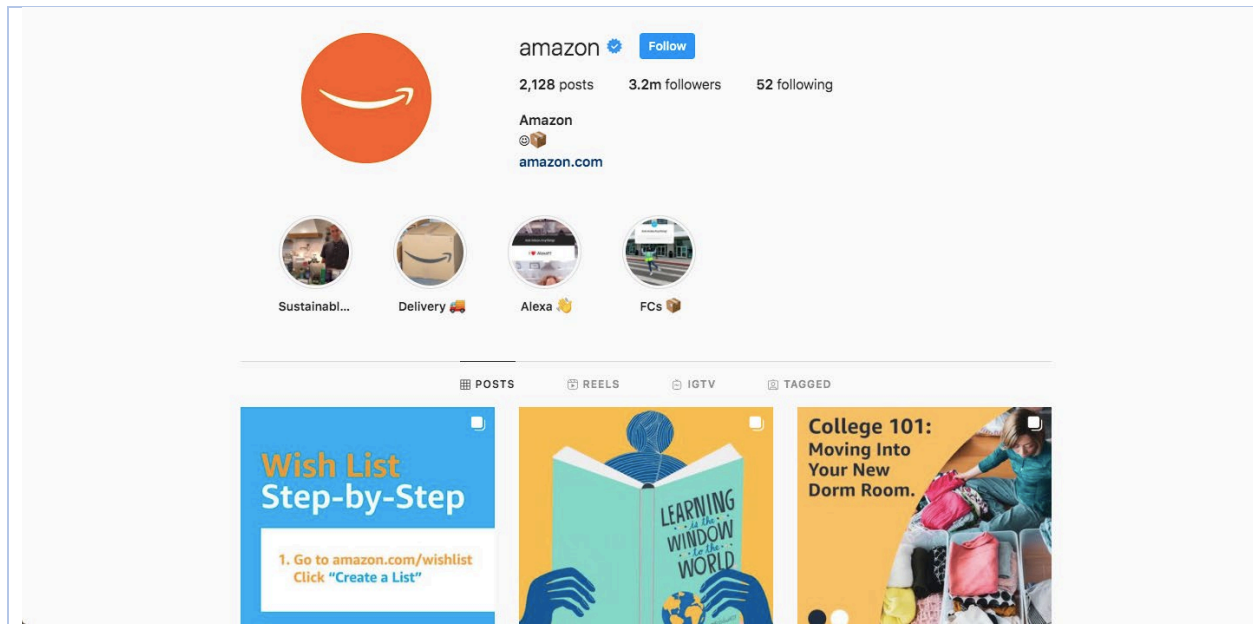 amazon Follow
2,128 posts 3.2m followers 52 following
Amazon
☺📦
amazon.com
Sustainabl... Delivery 🚚 Alexa 👏 FCs 📦
POSTS REELS IGTV TAGGED
Wish List
Step-by-Step
1. Go to amazon.com/wishlist
Click “Create a List”
LEARNING
is the
WINDOW
to the
WORLD
College 101:
Moving Into
Your New
Dorm Room.